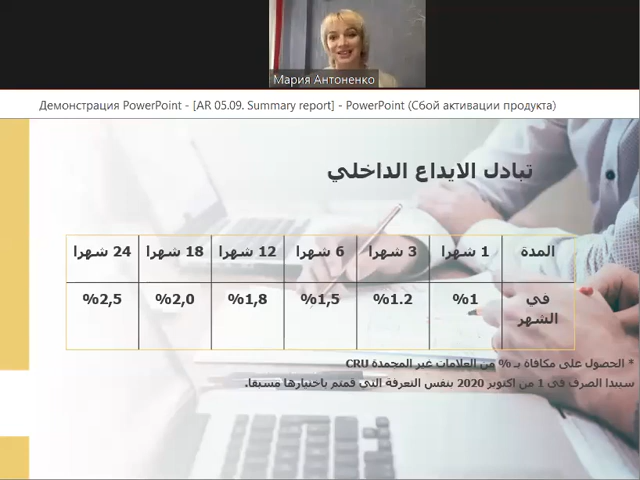 Мария Антоненко
Демонстрация PowerPoint - [AR 05.09. Summary report] - PowerPoint (Сбой активации продукта)
تبادل الايداع الداخلي
المدة 1 شهرا 3 شهرا 6 شهرا 12 شهرا 18 شهرا 24 شهرا
في الشهر %1 %1.2 %1,5 %1,8 %2,0 %2,5
* الحصول على مكافاة بـ % من العلامات غير المجمدة CRU
سيبدا الصرف في 1 من اكتوبر 2020 بنفس التعرفة التي قمتم باختيارها مسبقا.